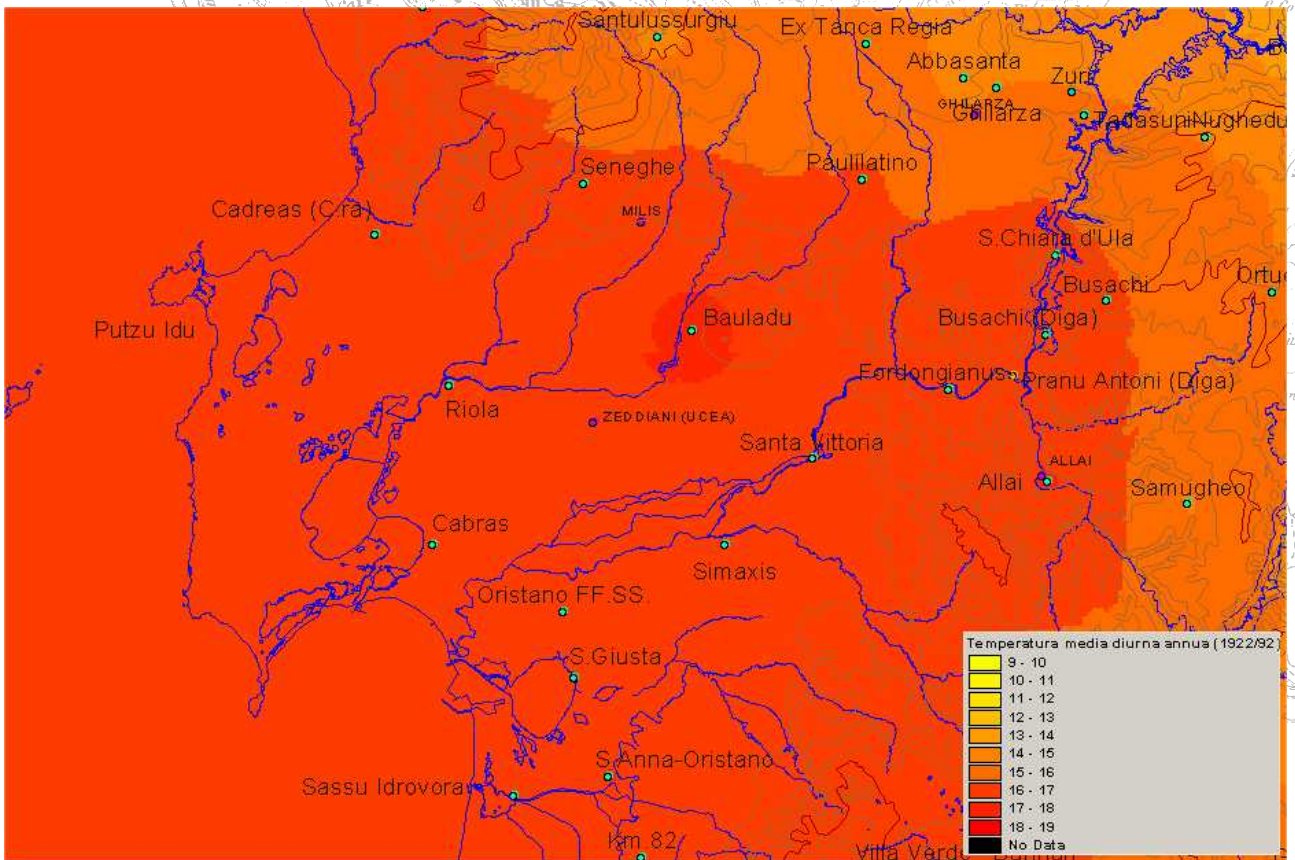 Santulussurgiu
Ex Tanca Regia
Abbasanta
Zuri
GHILARZA
Ghilarza
Tadasuni
Nughedu
Seneghe
Paulilatino
Cadreas (C.ra)
MILIS
S.Chiara d'Ula
Busachi
Putzu Idu
Bauladu
Busachi (Diga)
Fordongianus
Pranu Antoni (Diga)
Riola
ZEDDIANI (UCEA)
Santa Vittoria
ALLAI
Allai
Samugheo
Cabras
Simaxis
Oristano FF.SS.
S.Giusta
S.Anna-Oristano
Sassu Idrovora
Km 82
Villa Verde
Temperatura media diurna annua (1922/92)
9 - 10
10 - 11
11 - 12
12 - 13
13 - 14
14 - 15
15 - 16
16 - 17
17 - 18
18 - 19
No Data